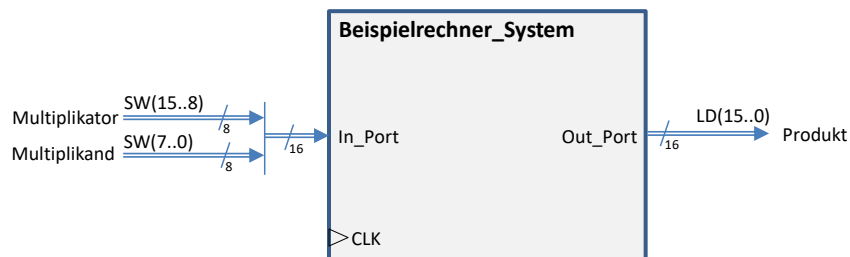 Beispielrechner_System
Multiplikator SW(15..8) 8
Multiplikand SW(7..0) 8
16 In_Port
Out_Port 16 LD(15..0) Produkt
CLK